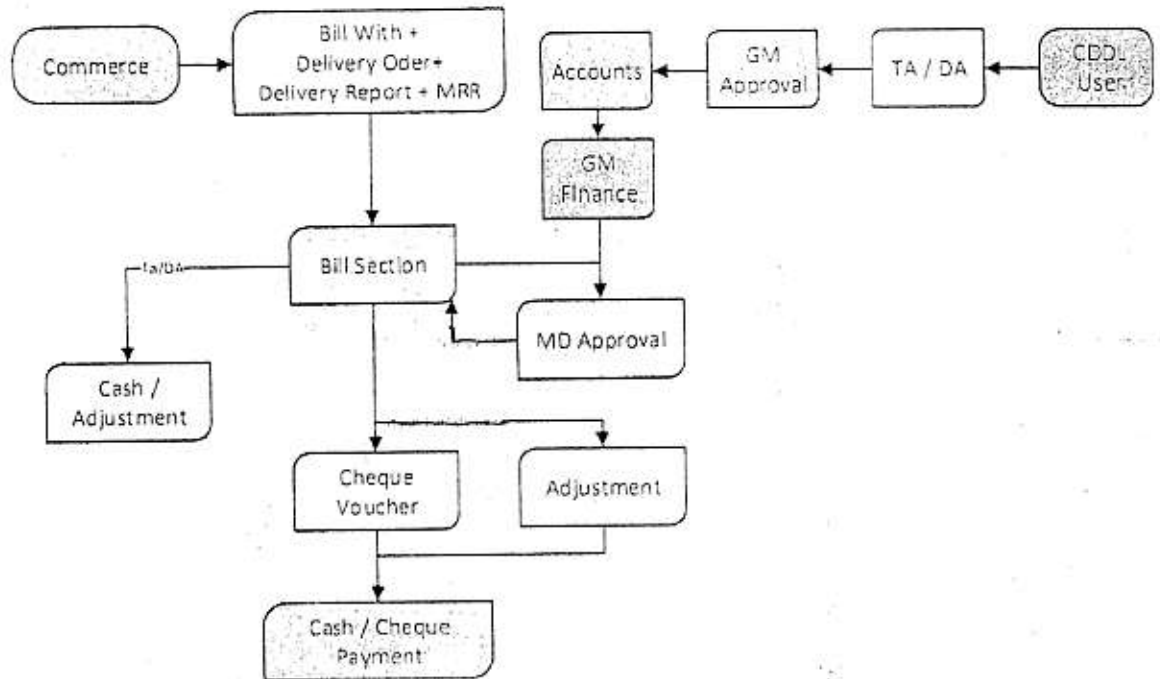 Commerce
Bill With +
Delivery Oder+
Delivery Report + MRR
Accounts
GM
Approval
TA / DA
CDDL
User
GM
Finance
Bill Section
Ta/DA
MD Approval
Cash /
Adjustment
Cheque
Voucher
Adjustment
Cash / Cheque
Payment